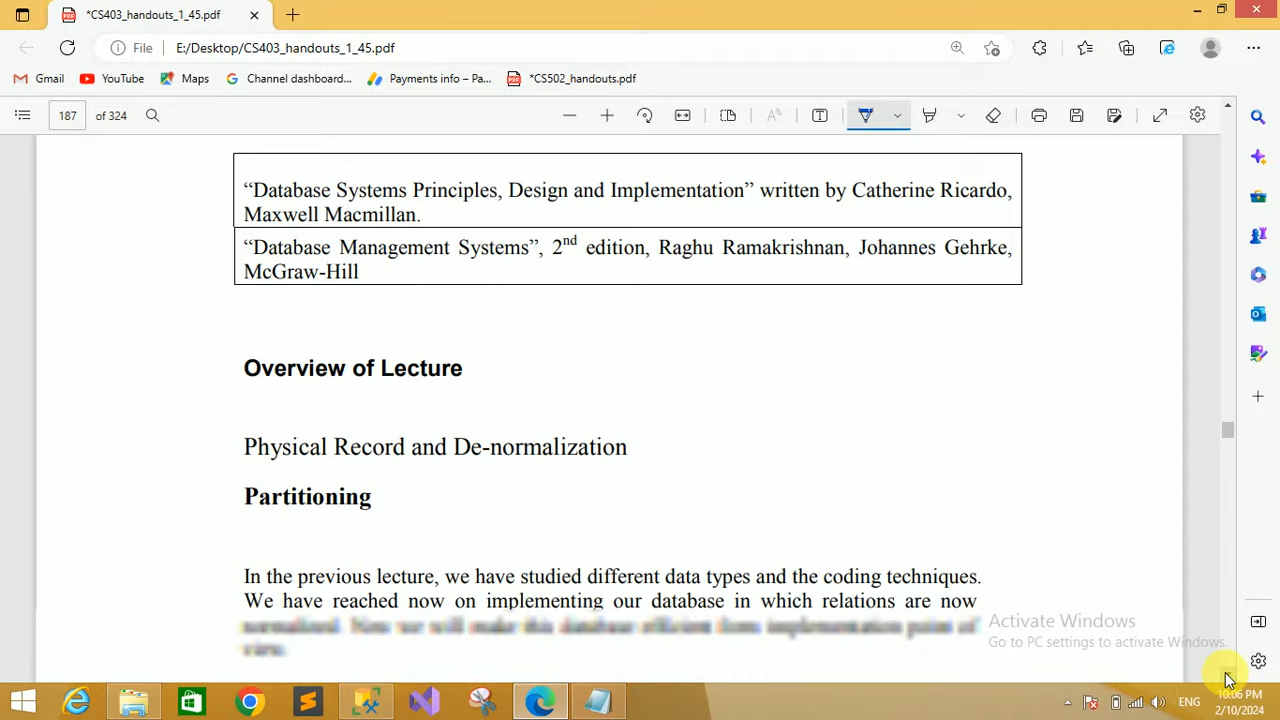 *CS403_handouts_1_45.pdf
File E:/Desktop/CS403_handouts_1_45.pdf
Gmail YouTube Maps Channel dashboard... Payments info – Pa... *CS502_handouts.pdf
187 of 324
“Database Systems Principles, Design and Implementation” written by Catherine Ricardo,
Maxwell Macmillan.
“Database Management Systems”, 2nd edition, Raghu Ramakrishnan, Johannes Gehrke,
McGraw-Hill
Overview of Lecture
Physical Record and De-normalization
Partitioning
In the previous lecture, we have studied different data types and the coding techniques.
We have reached now on implementing our database in which relations are now
Activate Windows
Go to PC settings to activate Windows.
ENG
10:06 PM
2/10/2024